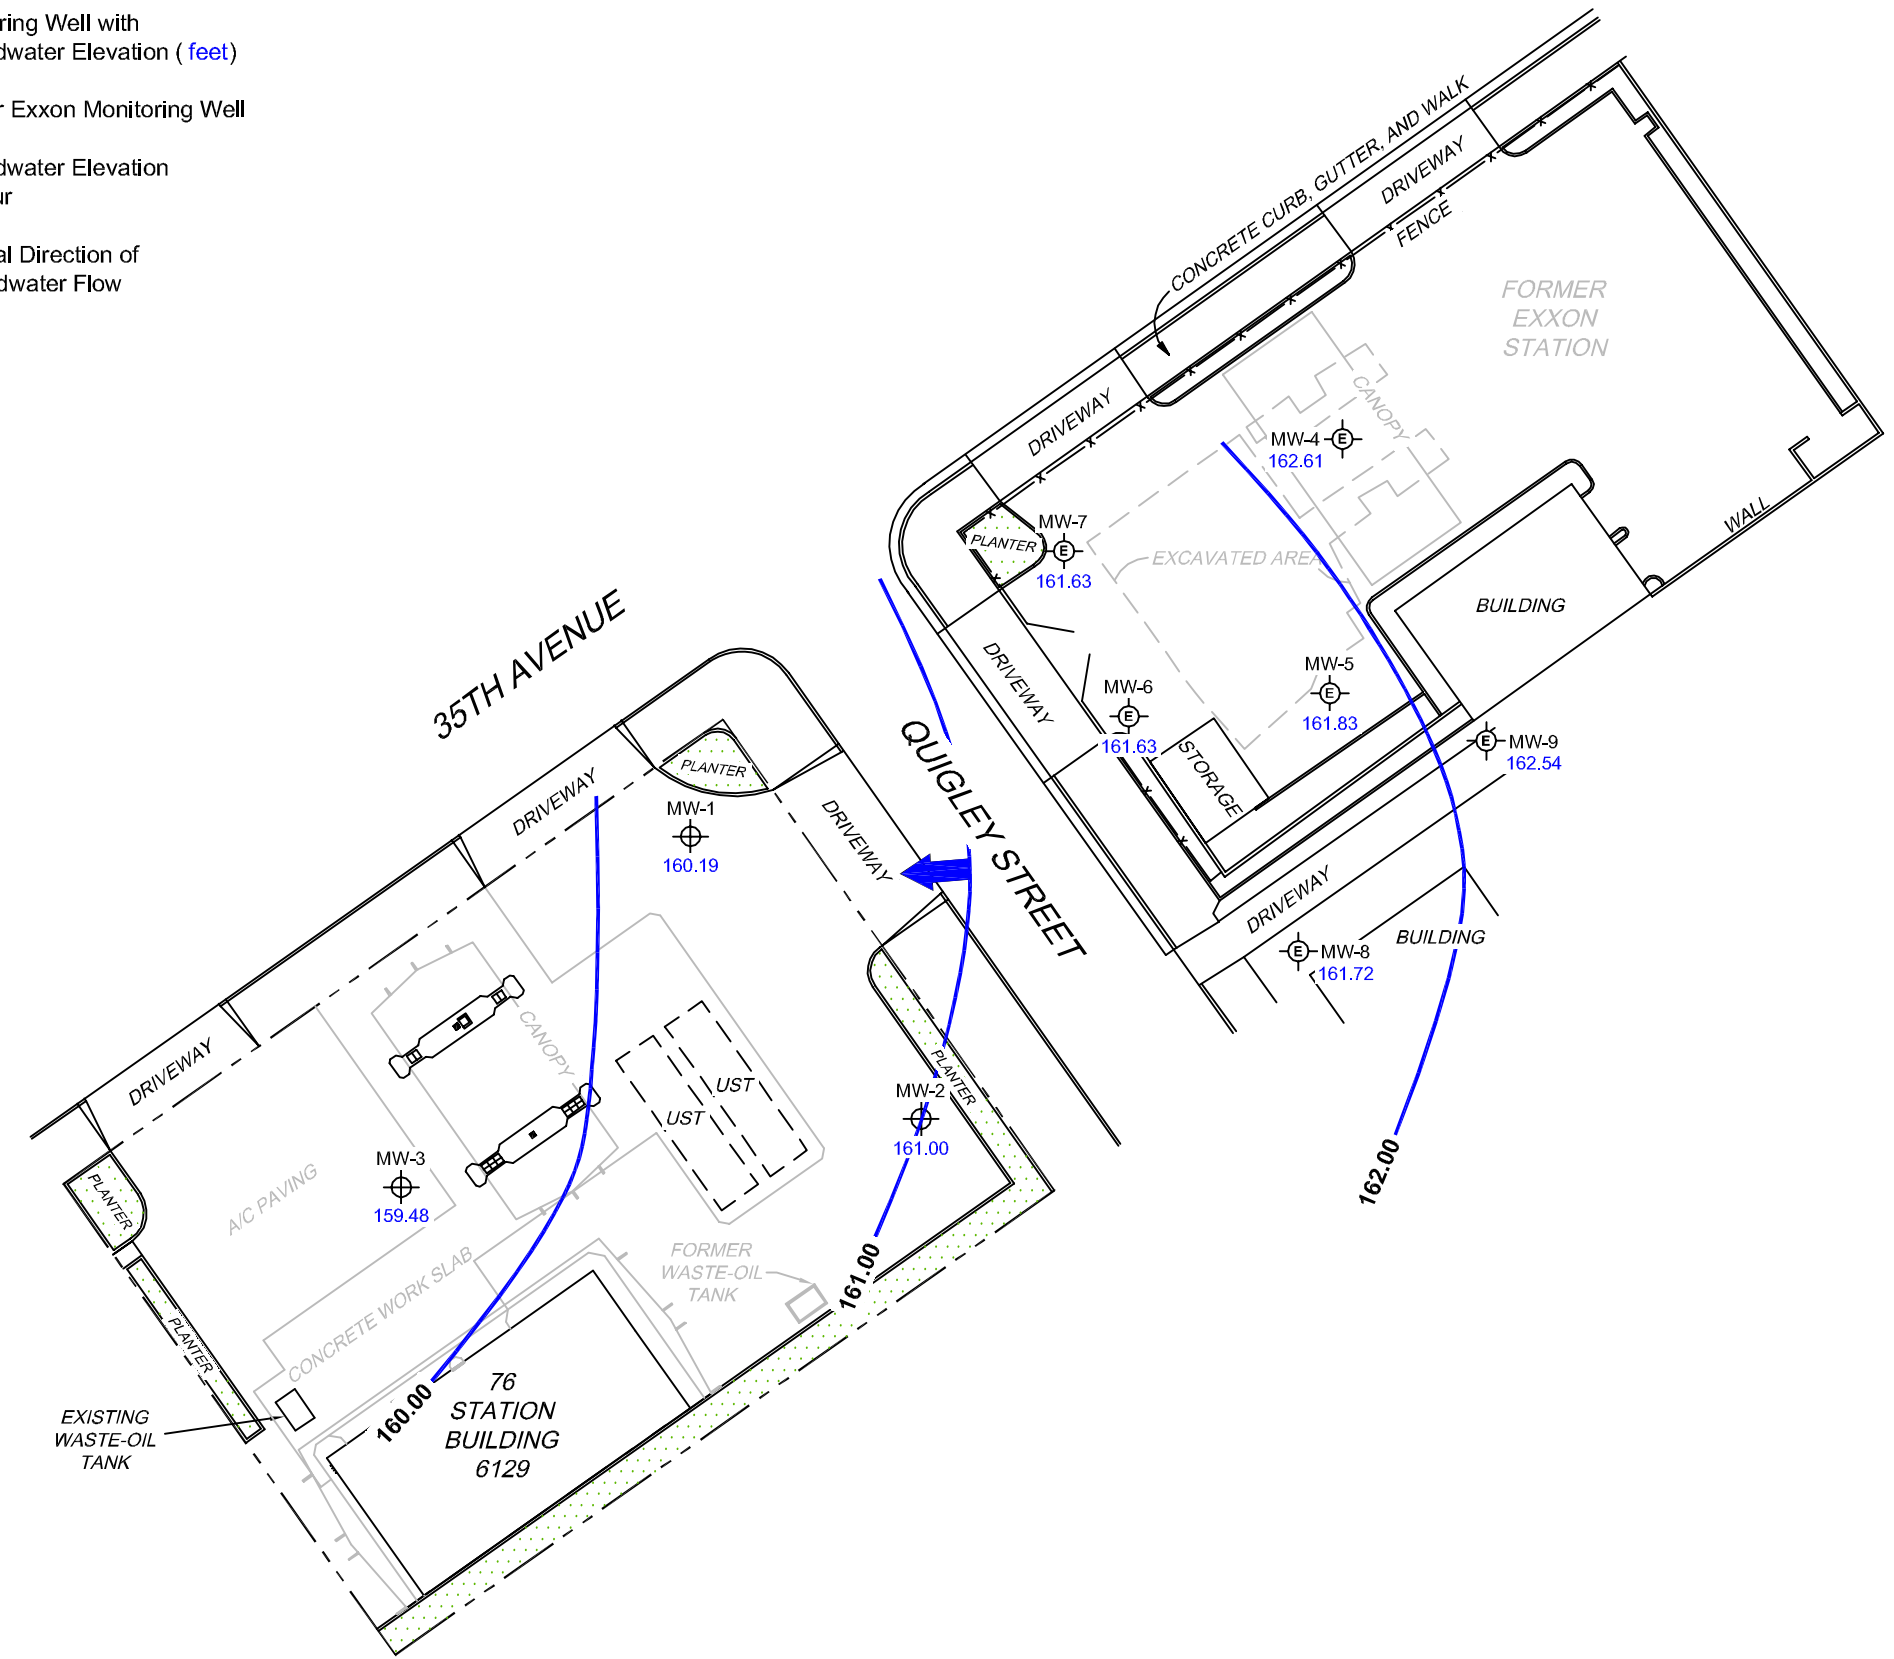 ring Well with
dwater Elevation ( feet)
r Exxon Monitoring Well
dwater Elevation
ur
al Direction of
dwater Flow
CONCRETE CURB, GUTTER, AND WALK
DRIVEWAY
FENCE
FORMER
EXXON
STATION
CANOPY
DRIVEWAY
MW-4
E
162.61
MW-7
E
161.63
PLANTER
EXCAVATED AREA
WALL
BUILDING
35TH AVENUE
DRIVEWAY
MW-5
E
161.83
MW-6
E
161.63
STORAGE
QUIGLEY STREET
E
MW-9
162.54
PLANTER
DRIVEWAY
MW-1
160.19
DRIVEWAY
DRIVEWAY
BUILDING
E
MW-8
161.72
CANOPY
DRIVEWAY
UST
UST
PLANTER
MW-2
161.00
MW-3
159.48
162.00
PLANTER
A/C PAVING
FORMER
WASTE-OIL
TANK
161.00
CONCRETE WORK SLAB
PLANTER
160.00
76
STATION
BUILDING
6129
EXISTING
WASTE-OIL
TANK